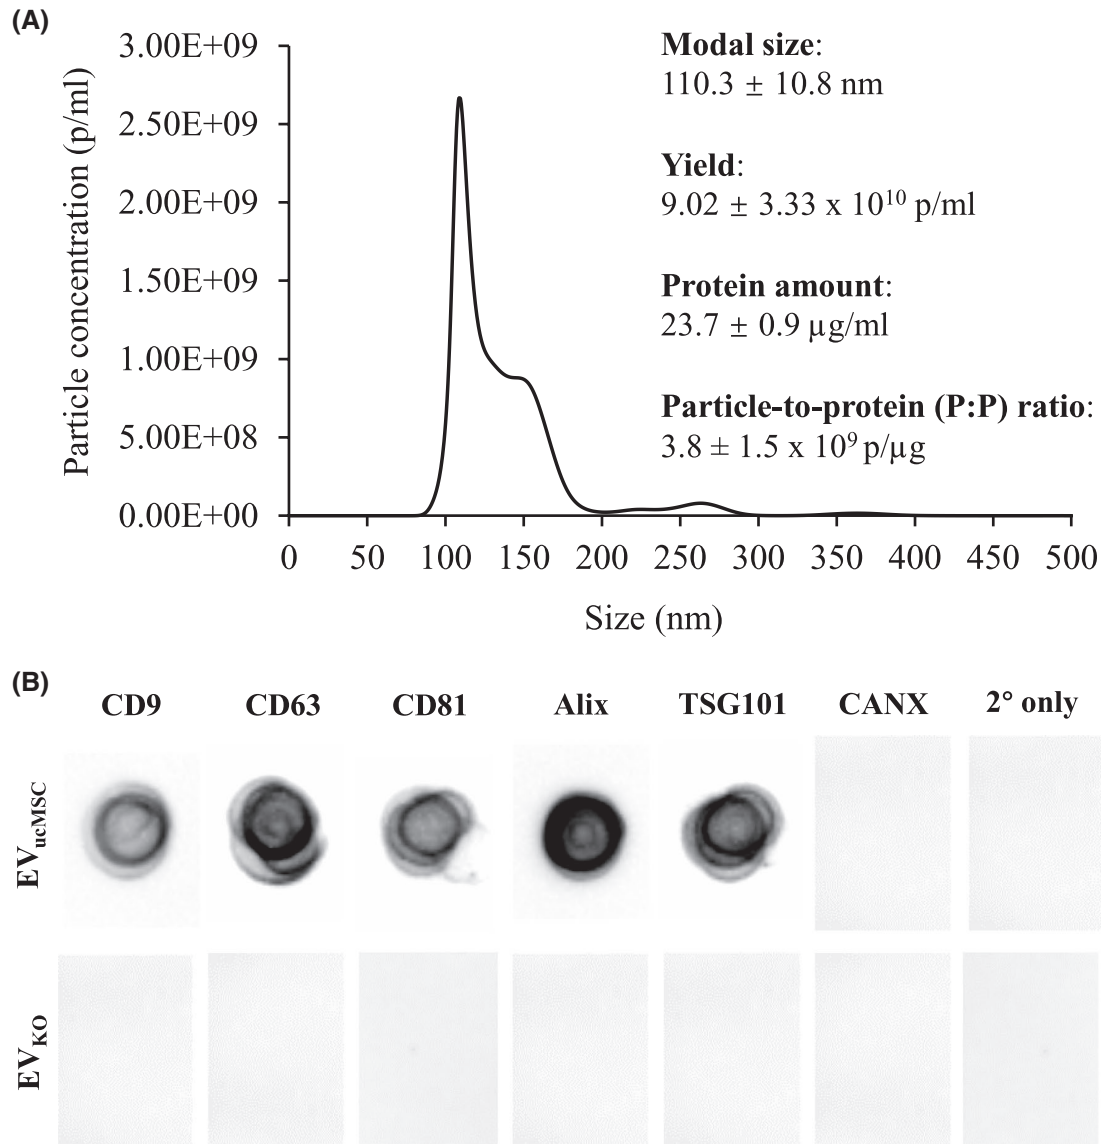 (A)
3.00E+09
2.50E+09
2.00E+09
1.50E+09
1.00E+09
5.00E+08
0.00E+00
Particle concentration (p/ml)
0 50 100 150 200 250 300 350 400 450 500
Size (nm)
Modal size:
110.3 ± 10.8 nm
Yield:
9.02 ± 3.33 x 10¹⁰ p/ml
Protein amount:
23.7 ± 0.9 µg/ml
Particle-to-protein (P:P) ratio:
3.8 ± 1.5 x 10⁹ p/µg
(B)
CD9 CD63 CD81 Alix TSG101 CANX 2° only
EVucMSC
EVKO